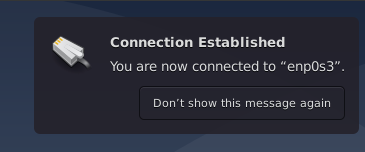 Connection Established
You are now connected to “enp0s3”.
Don’t show this message again